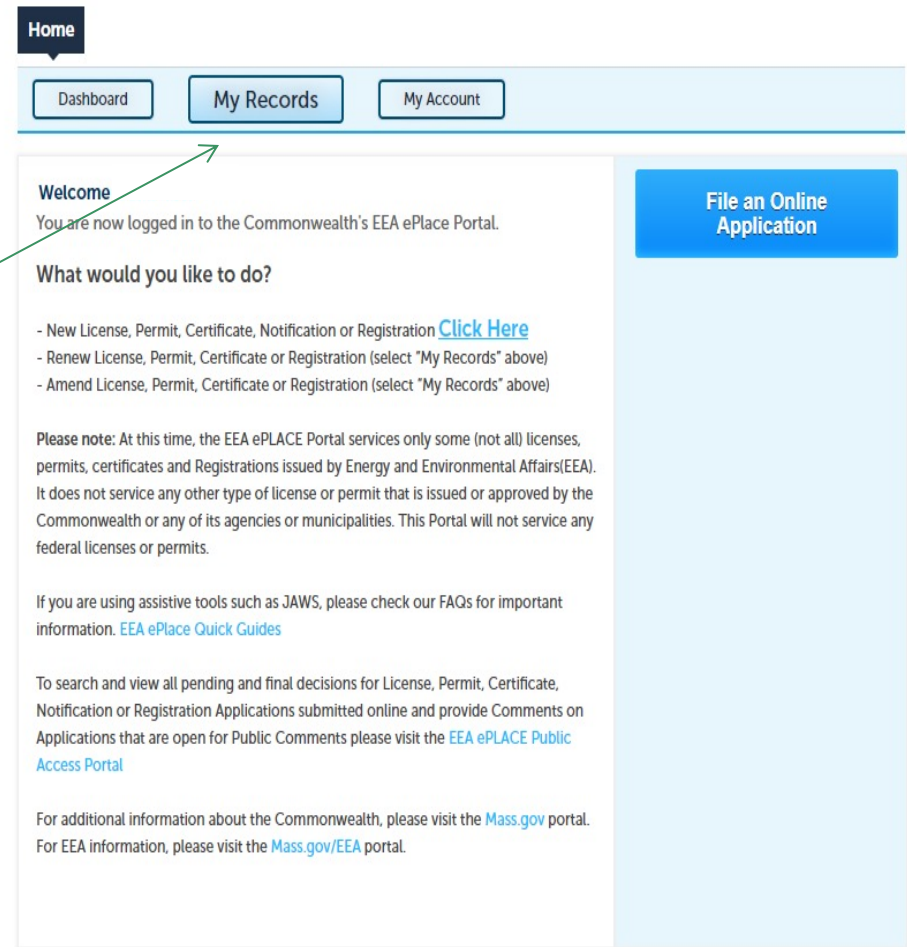 Home
Dashboard
My Records
My Account
Welcome
You are now logged in to the Commonwealth's EEA ePlace Portal.
What would you like to do?
- New License, Permit, Certificate, Notification or Registration Click Here
- Renew License, Permit, Certificate or Registration (select "My Records" above)
- Amend License, Permit, Certificate or Registration (select "My Records" above)
Please note: At this time, the EEA ePLACE Portal services only some (not all) licenses,
permits, certificates and Registrations issued by Energy and Environmental Affairs(EEA).
It does not service any other type of license or permit that is issued or approved by the
Commonwealth or any of its agencies or municipalities. This Portal will not service any
federal licenses or permits.
If you are using assistive tools such as JAWS, please check our FAQs for important
information. EEA ePlace Quick Guides
To search and view all pending and final decisions for License, Permit, Certificate,
Notification or Registration Applications submitted online and provide Comments on
Applications that are open for Public Comments please visit the EEA ePLACE Public
Access Portal
For additional information about the Commonwealth, please visit the Mass.gov portal.
For EEA information, please visit the Mass.gov/EEA portal.
File an Online
Application